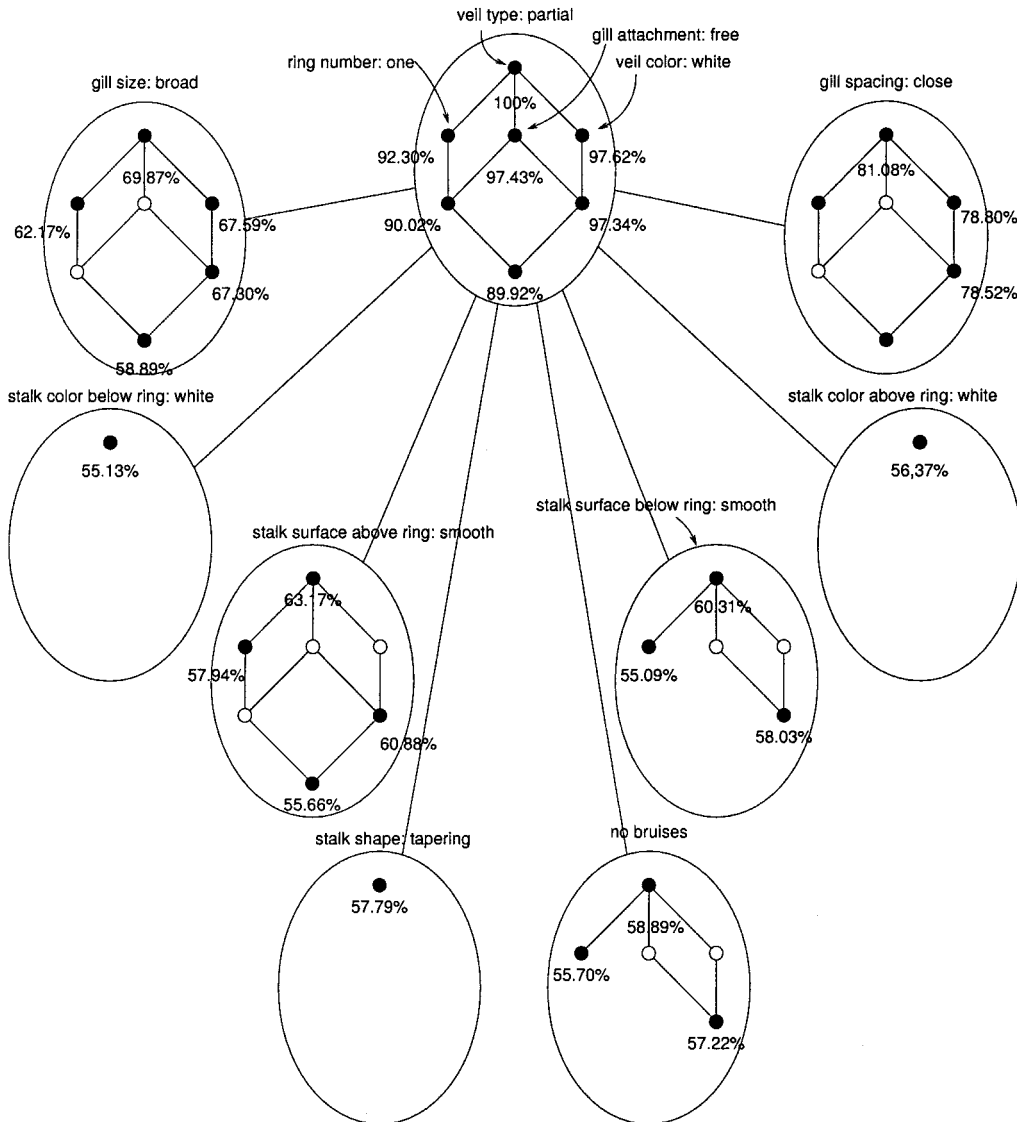 veil type: partial
gill attachment: free
ring number: one
veil color: white
gill size: broad
gill spacing: close
100%
92.30%
97.43%
97.62%
90.02%
97.34%
89.92%
69.87%
62.17%
67.59%
67.30%
58.89%
81.08%
78.80%
78.52%
stalk color below ring: white
55.13%
stalk color above ring: white
56,37%
stalk surface above ring: smooth
63.17%
57.94%
60.88%
55.66%
stalk surface below ring: smooth
60.31%
55.09%
58.03%
stalk shape: tapering
57.79%
no bruises
58.89%
55.70%
57.22%